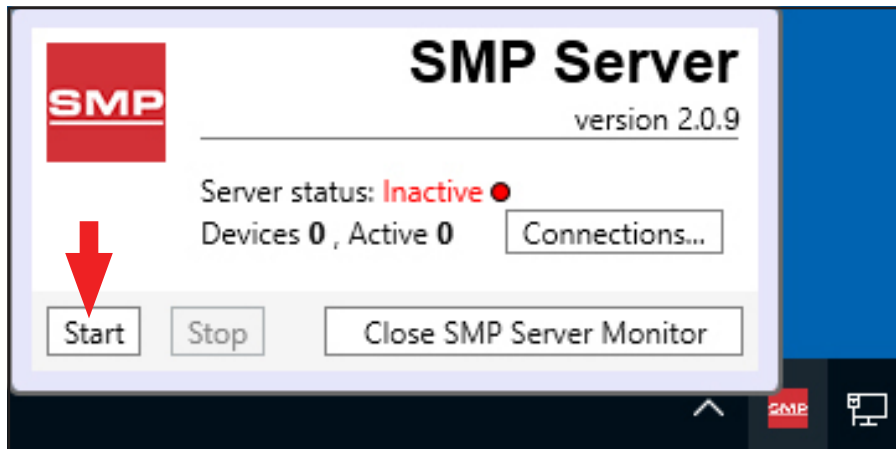 SMP Server
SMP
version 2.0.9
Server status: Inactive
Devices 0 , Active 0
Connections...
Start
Stop
Close SMP Server Monitor
SMP